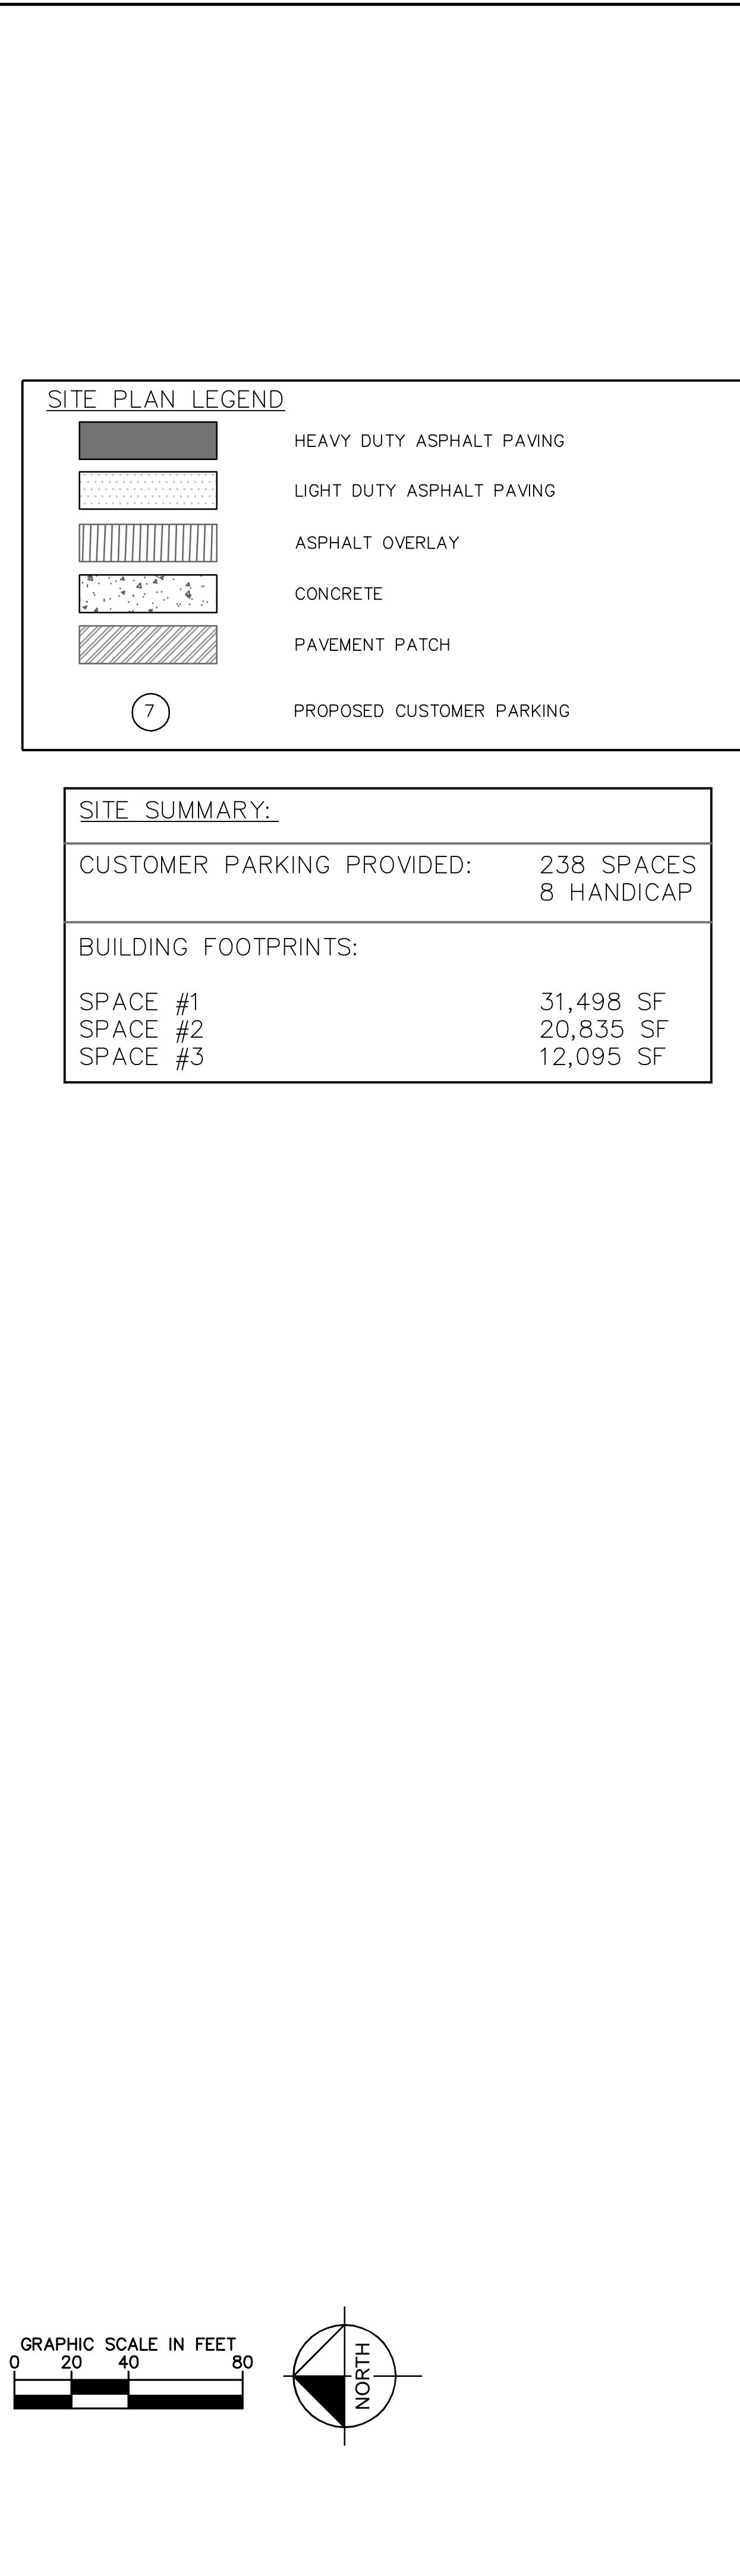 SITE PLAN LEGEND
HEAVY DUTY ASPHALT PAVING
LIGHT DUTY ASPHALT PAVING
ASPHALT OVERLAY
CONCRETE
PAVEMENT PATCH
7 PROPOSED CUSTOMER PARKING
SITE SUMMARY:
CUSTOMER PARKING PROVIDED: 238 SPACES
8 HANDICAP
BUILDING FOOTPRINTS:
SPACE #1 31,498 SF
SPACE #2 20,835 SF
SPACE #3 12,095 SF
GRAPHIC SCALE IN FEET
0 20 40 80
NORTH